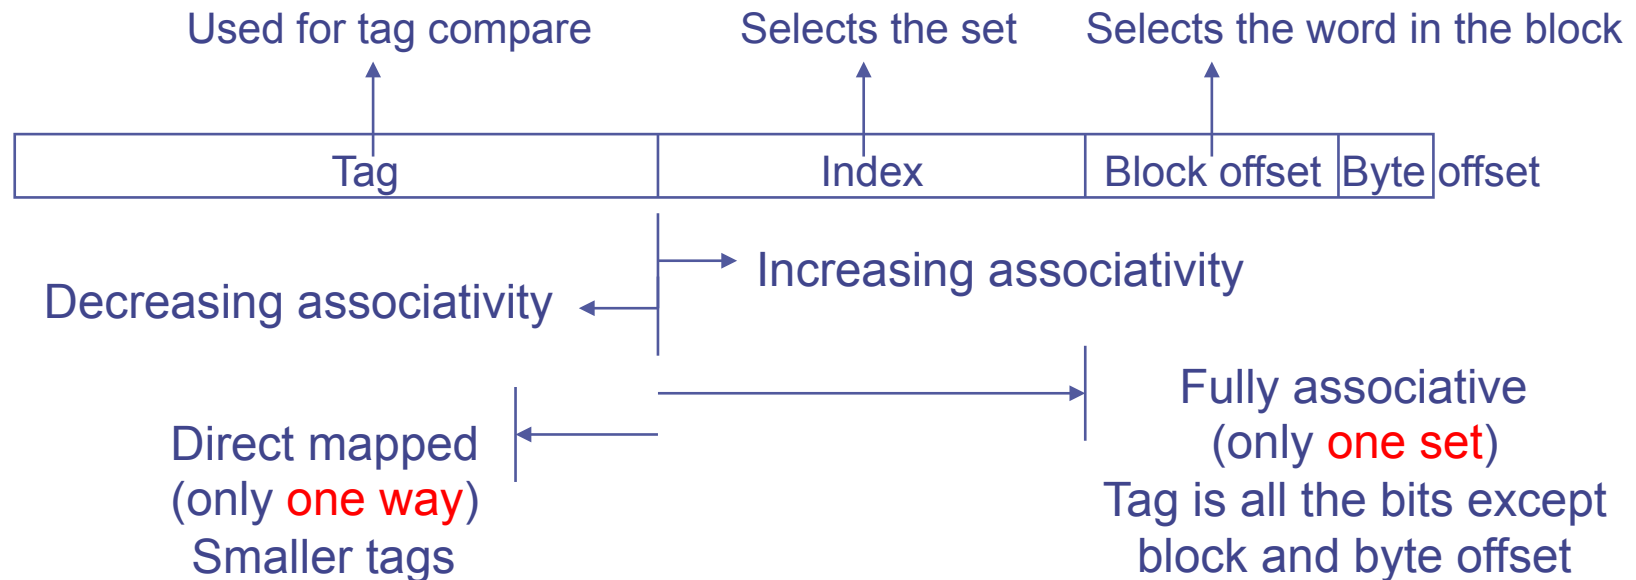 Used for tag compare
Selects the set
Selects the word in the block
Tag
Index
Block offset
Byte offset
Increasing associativity
Decreasing associativity
Direct mapped
(only one way)
Smaller tags
Fully associative
(only one set)
Tag is all the bits except
block and byte offset